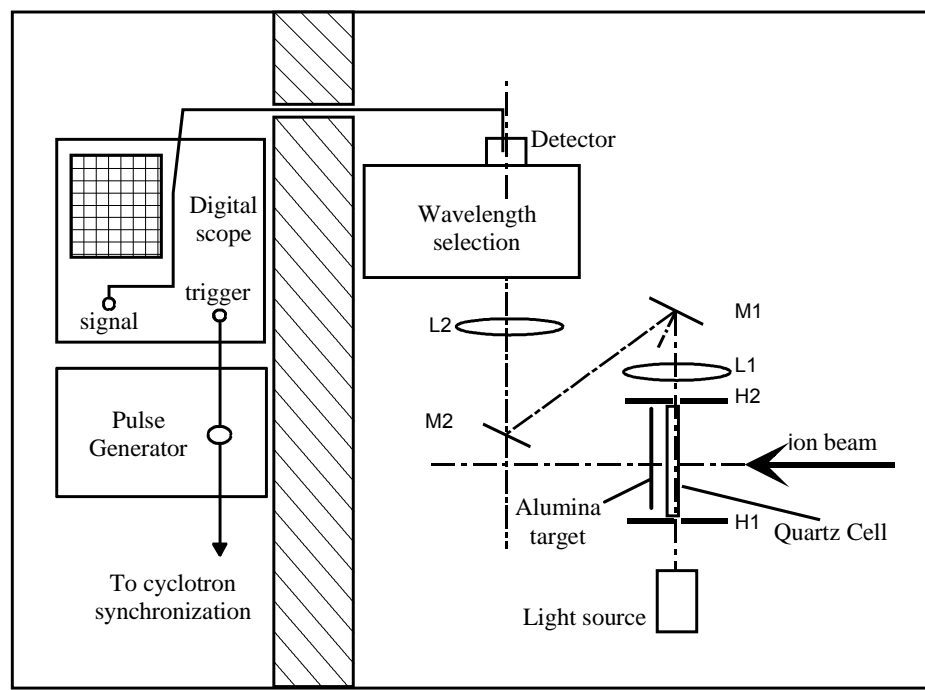 Detector
Digital
scope
Wavelength
selection
trigger
signal
L2
M1
L1
H2
M2
Pulse
Generator
ion beam
Alumina
target
H1
Quartz Cell
To cyclotron
synchronization
Light source